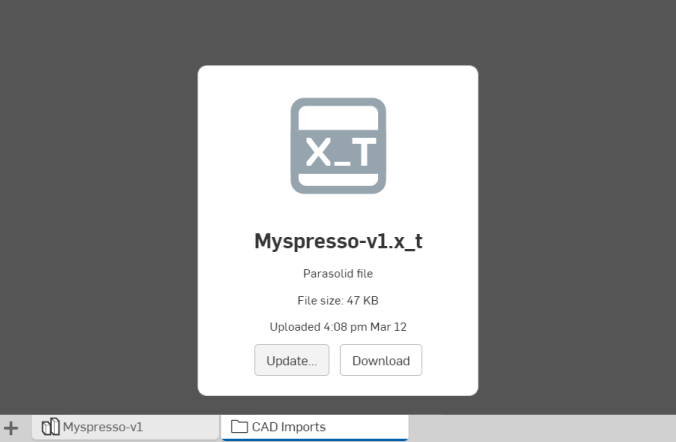 X_T
Myspresso-v1.x_t
Parasolid file
File size: 47 KB
Uploaded 4:08 pm Mar 12
Update... Download
Myspresso-v1 CAD Imports